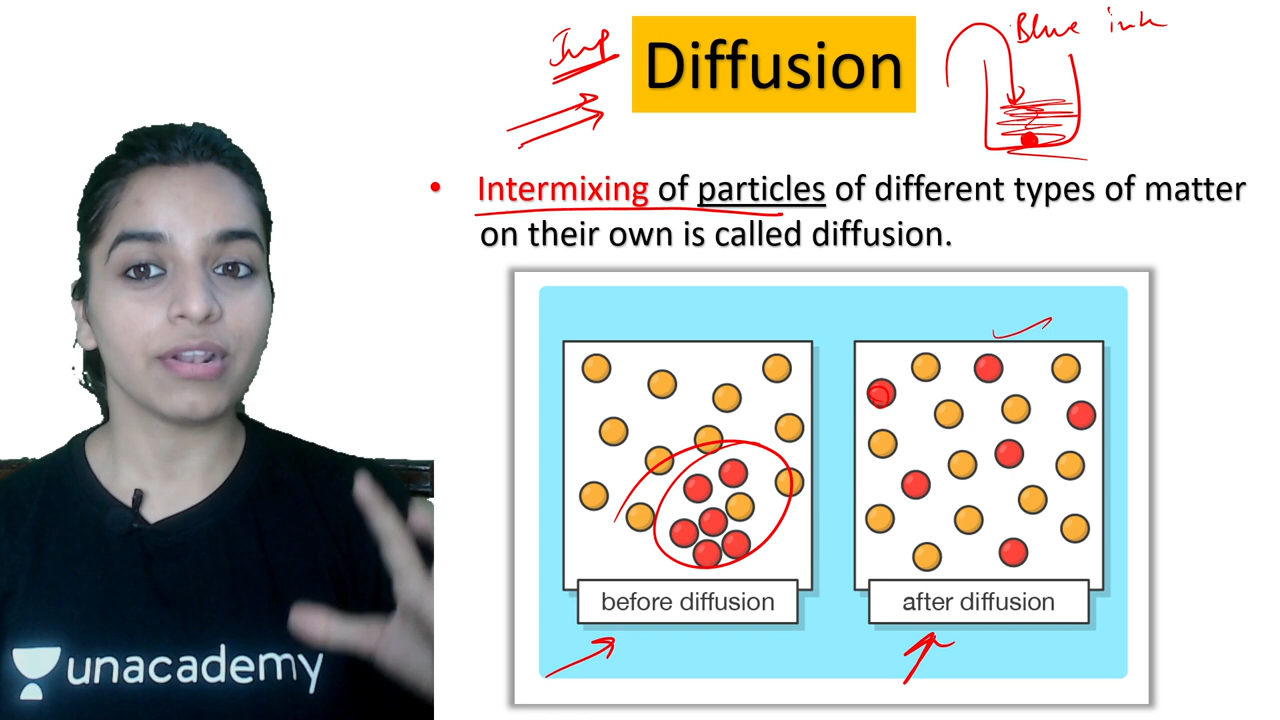 Imp
Diffusion
Blue ink
• Intermixing of particles of different types of matter
on their own is called diffusion.
before diffusion
after diffusion
unacademy